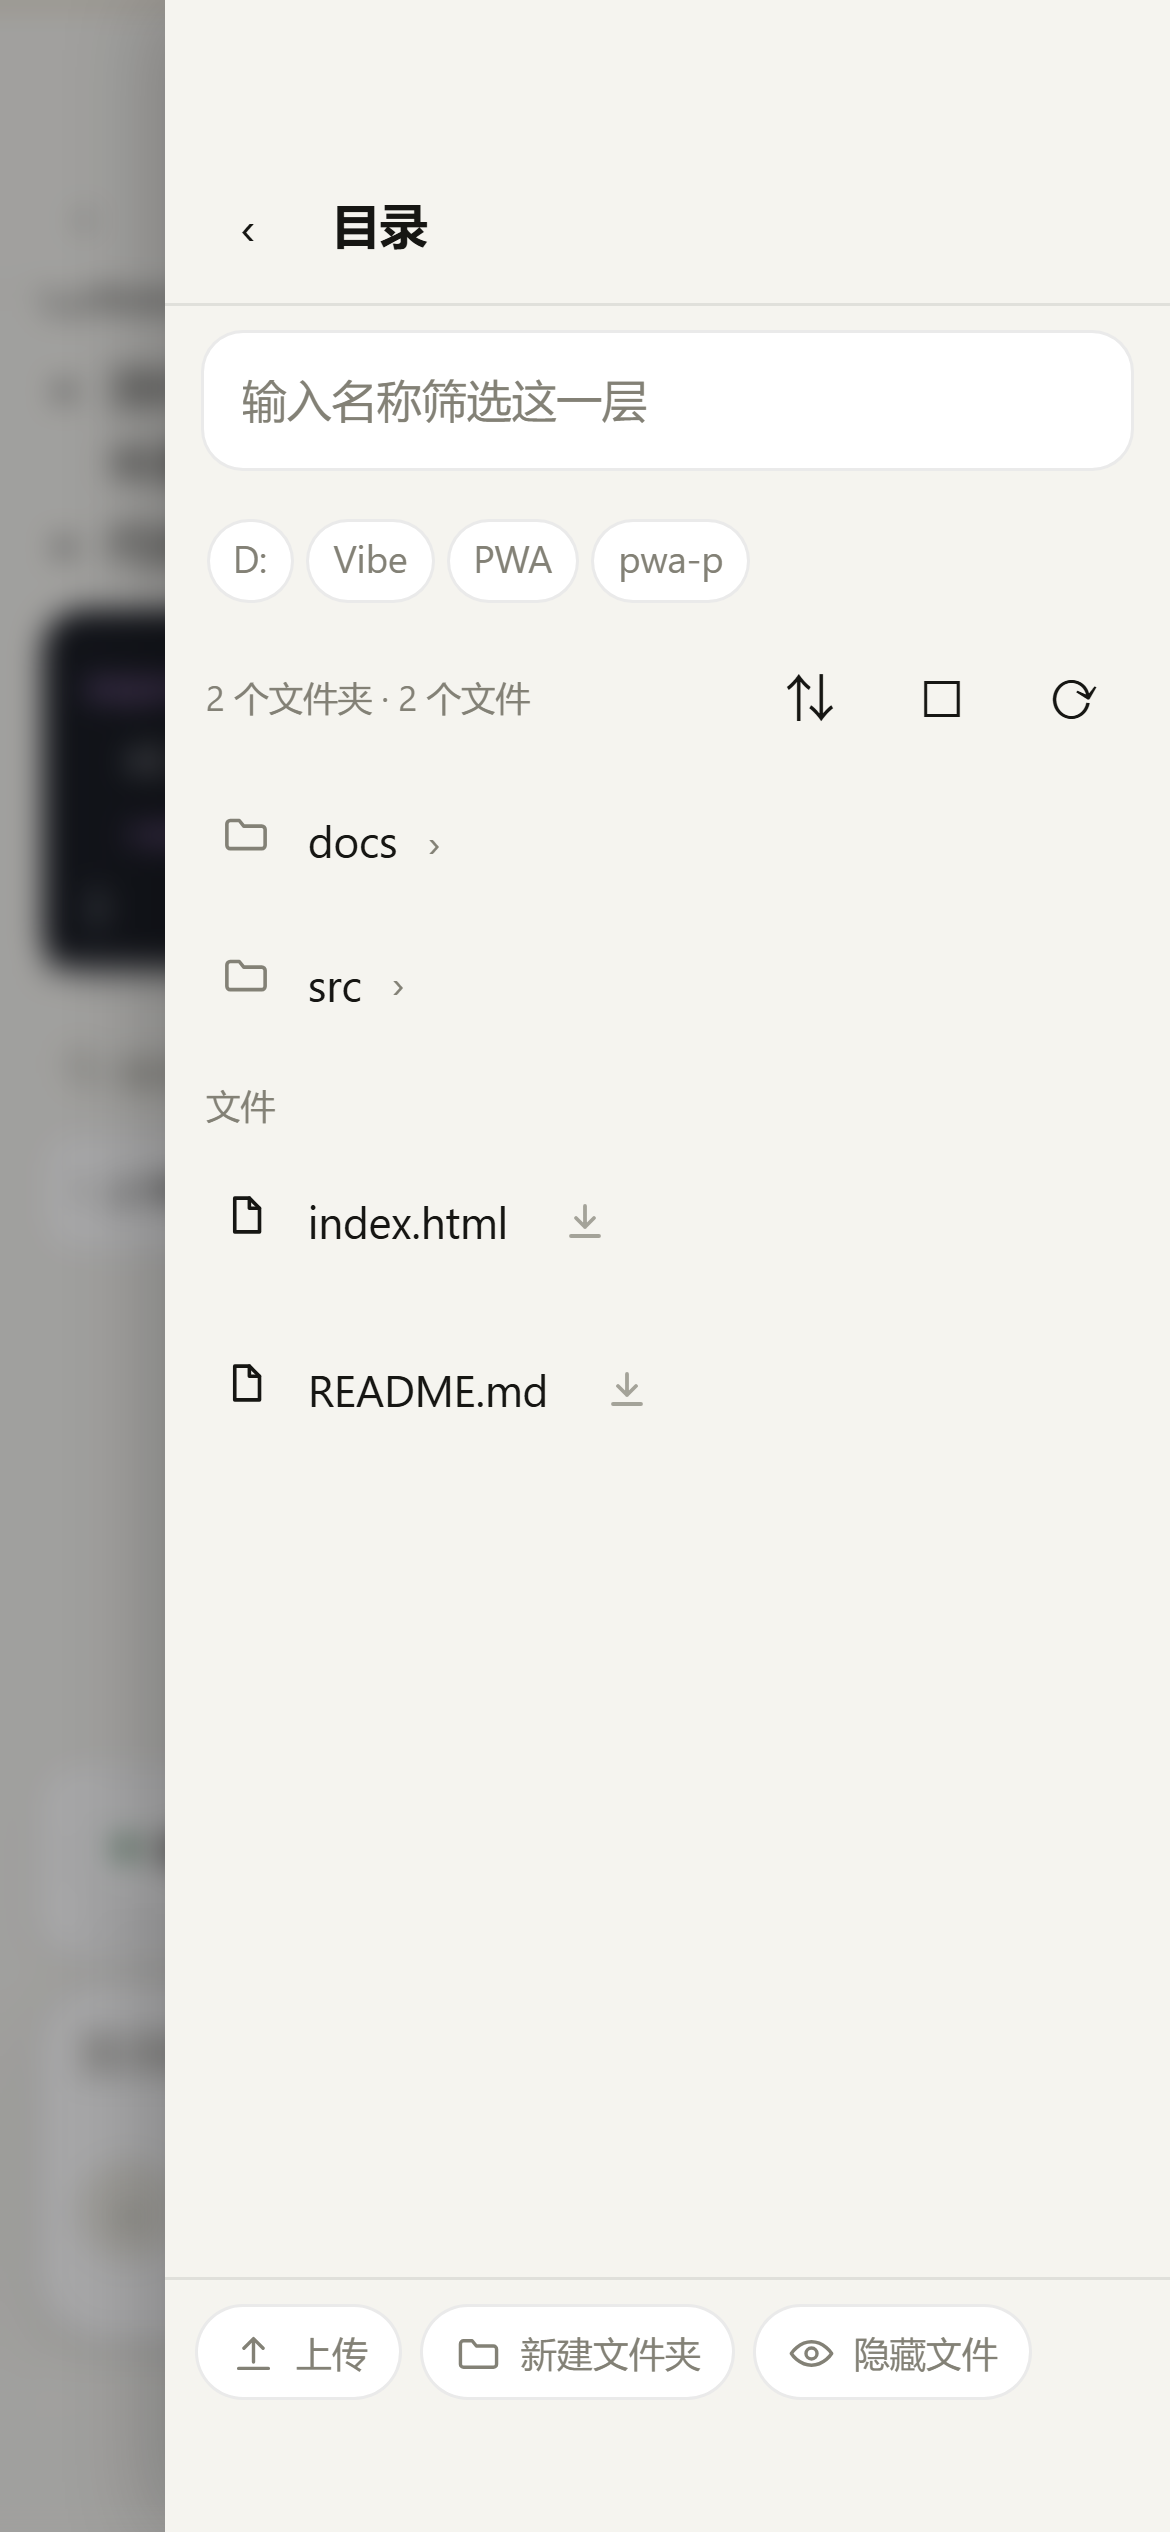 目录
输入名称筛选这一层
D: Vibe PWA pwa-p
2 个文件夹 · 2 个文件
docs
src
文件
index.html
README.md
上传 新建文件夹 隐藏文件